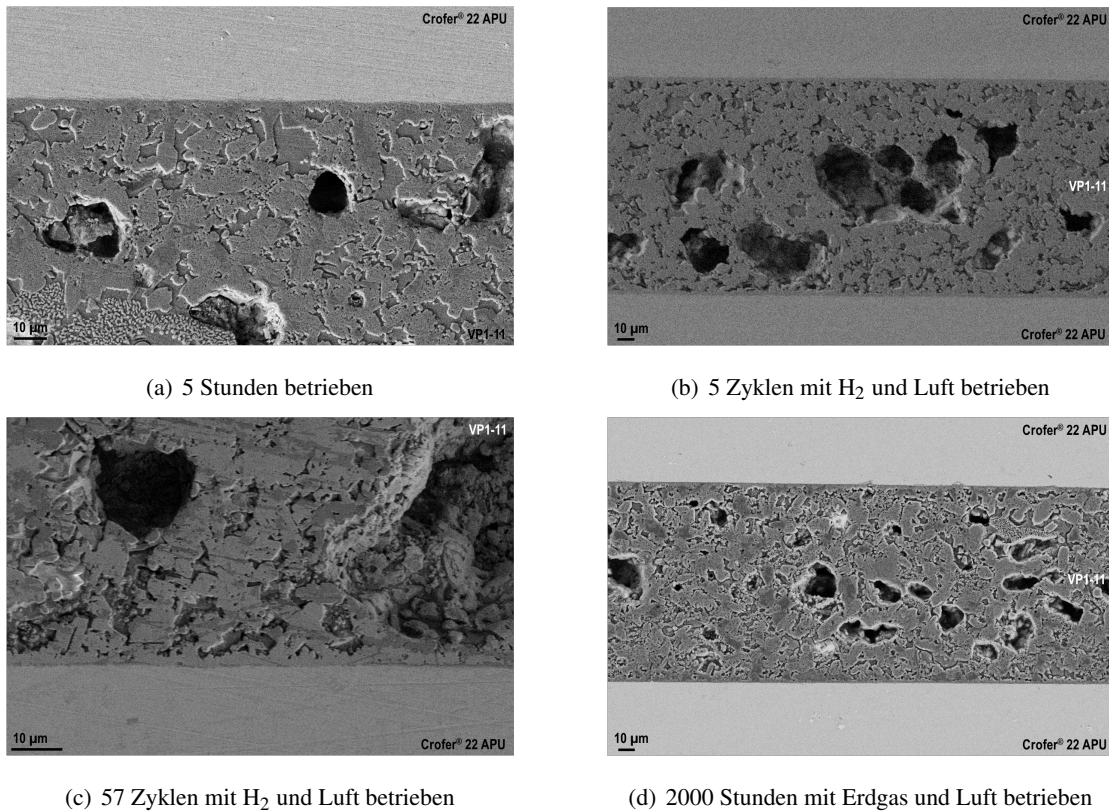 Crofer® 22 APU
10 µm
VP1-11
(a) 5 Stunden betrieben
Crofer® 22 APU
VP1-11
10 µm
Crofer® 22 APU
(b) 5 Zyklen mit H₂ und Luft betrieben
VP1-11
10 µm
Crofer® 22 APU
(c) 57 Zyklen mit H₂ und Luft betrieben
Crofer® 22 APU
VP1-11
10 µm
Crofer® 22 APU
(d) 2000 Stunden mit Erdgas und Luft betrieben